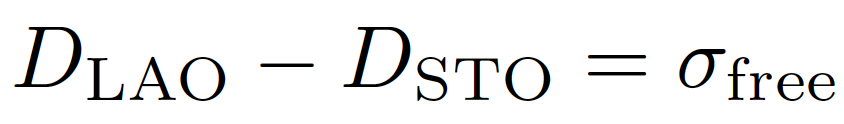 D_LAO − D_STO = σ_free